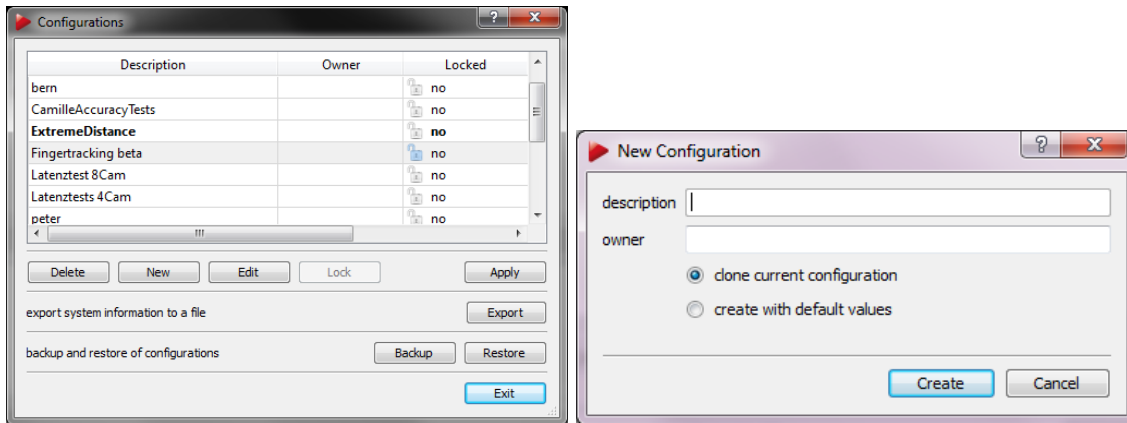 Configurations
Description Owner Locked
bern no
CamilleAccuracyTests no
ExtremeDistance no
Fingertracking beta no
Latenztest 8Cam no
Latenztests 4Cam no
peter no
Delete New Edit Lock Apply
export system information to a file Export
backup and restore of configurations Backup Restore
Exit
New Configuration
description
owner
clone current configuration
create with default values
Create Cancel